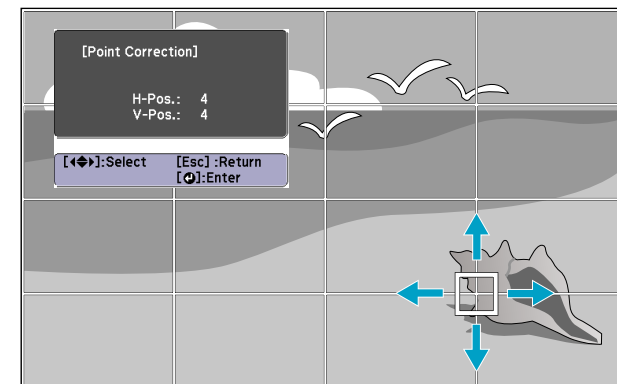 [Point Correction]
H-Pos.: 4
V-Pos.: 4
[◀◆▶]:Select [Esc] :Return
[↵]:Enter